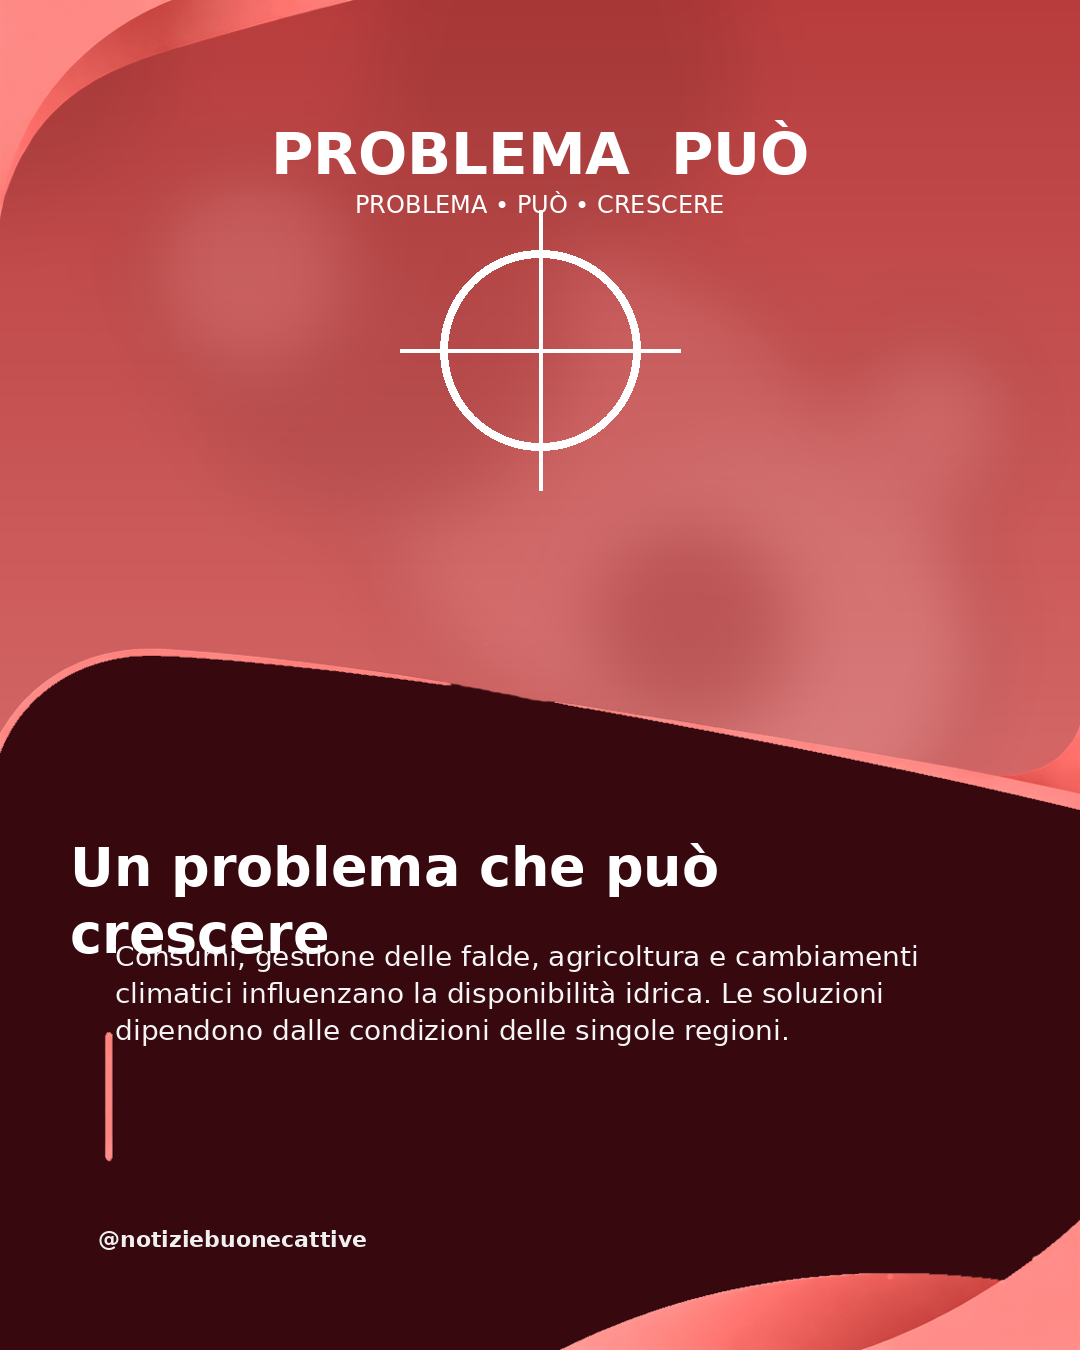 PROBLEMA PUÒ
PROBLEMA • PUÒ • CRESCERE
Un problema che può
crescere
Consumi, gestione delle falde, agricoltura e cambiamenti
climatici influenzano la disponibilità idrica. Le soluzioni
dipendono dalle condizioni delle singole regioni.
@notiziebuonecattive